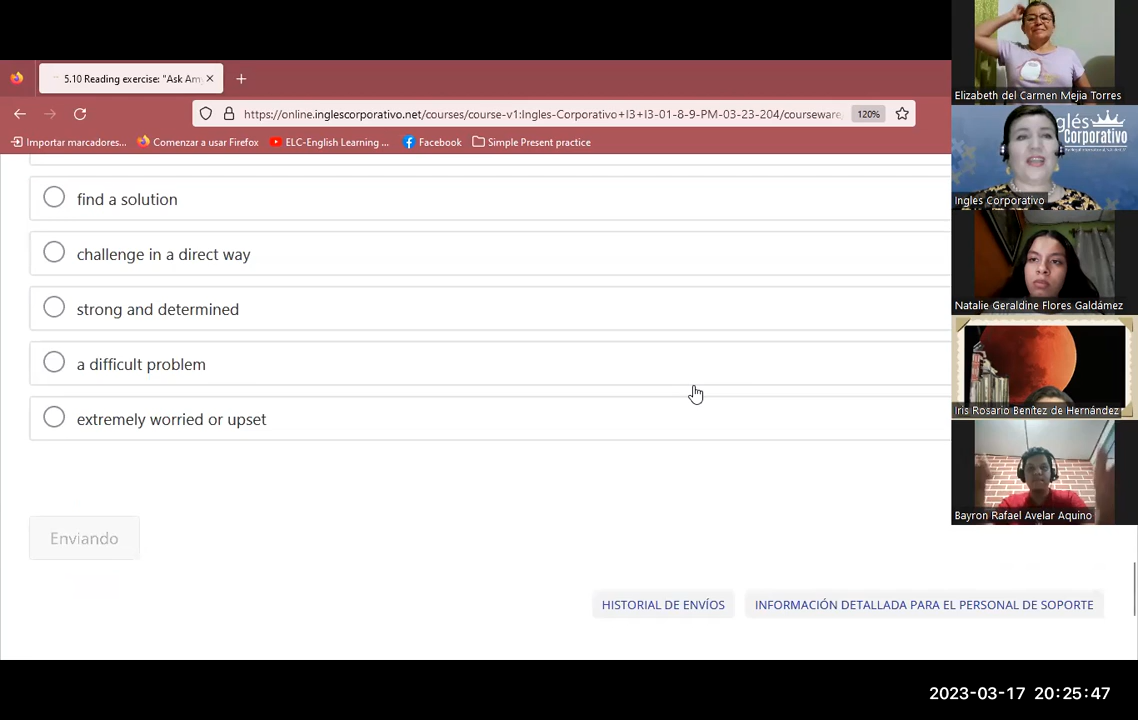 5.10 Reading exercise: "Ask Am
https://online.inglescorporativo.net/courses/course-v1:Ingles-Corporativo+I3+I3-01-8-9-PM-03-23-204/courseware,
120%
Importar marcadores...
Comenzar a usar Firefox
ELC-English Learning ...
Facebook
Simple Present practice
find a solution
challenge in a direct way
strong and determined
a difficult problem
extremely worried or upset
Enviando
HISTORIAL DE ENVÍOS
INFORMACIÓN DETALLADA PARA EL PERSONAL DE SOPORTE
Elizabeth del Carmen Mejia Torres
glés
Corporativo
Ingles Corporativo
Natalie Geraldine Flores Galdámez
Iris Rosario Benítez de Hernández
Bayron Rafael Avelar Aquino
2023-03-17 20:25:47